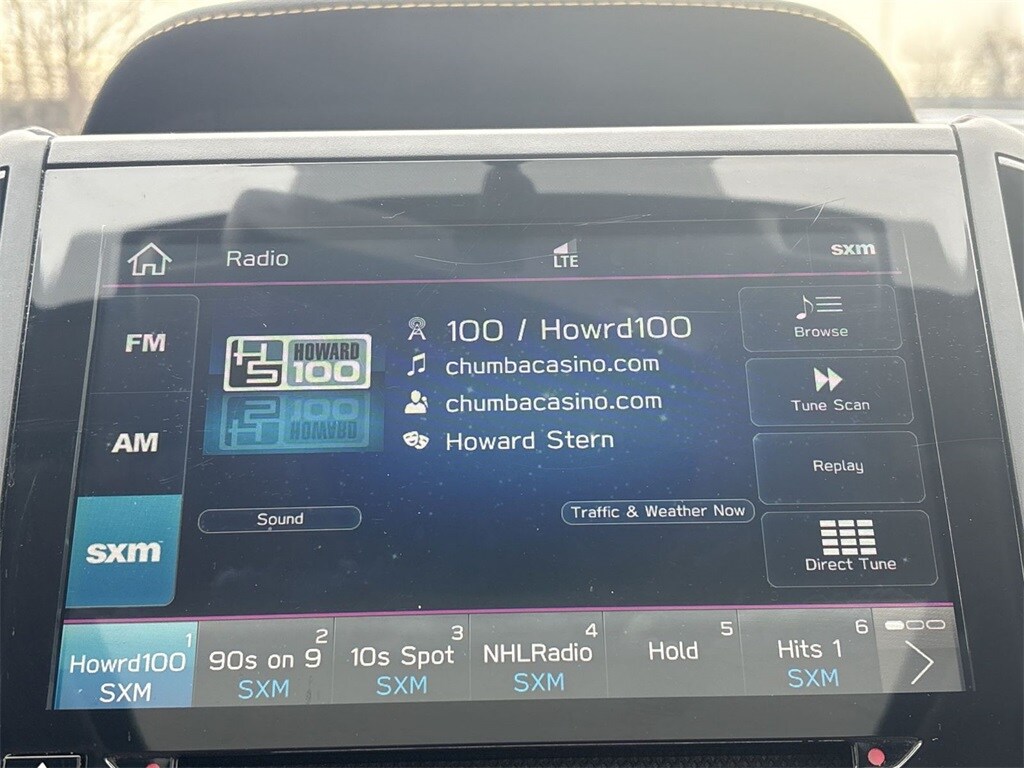 Radio
LTE
sxm
FM
AM
sxm
HS HOWARD 100
100 / Howrd100
chumbacasino.com
chumbacasino.com
Howard Stern
Sound
Traffic & Weather Now
Browse
Tune Scan
Replay
Direct Tune
1
Howrd100
SXM
2
90s on 9
SXM
3
10s Spot
SXM
4
NHLRadio
SXM
5
Hold
6
Hits 1
SXM